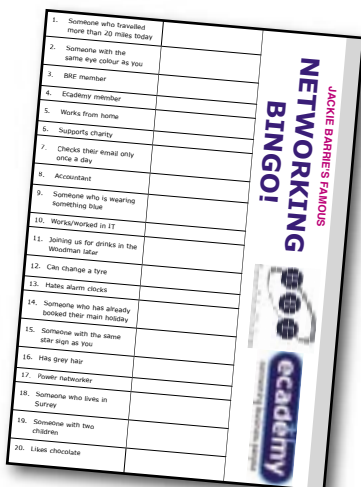 1. Someone who travelled
more than 20 miles today
2. Someone with the
same eye colour as you
3. BRE member
4. Ecademy member
5. Works from home
6. Supports charity
7. Checks their email only
once a day
8. Accountant
9. Someone who is wearing
something blue
10. Works/worked in IT
11. Joining us for drinks in the
Woodman later
12. Can change a tyre
13. Hates alarm clocks
14. Someone who has already
booked their main holiday
15. Someone with the same
star sign as you
16. Has grey hair
17. Power networker
18. Someone who lives in
Surrey
19. Someone with two
children
20. Likes chocolate
JACKIE BARRIE'S FAMOUS
NETWORKING
BINGO!
ecademy